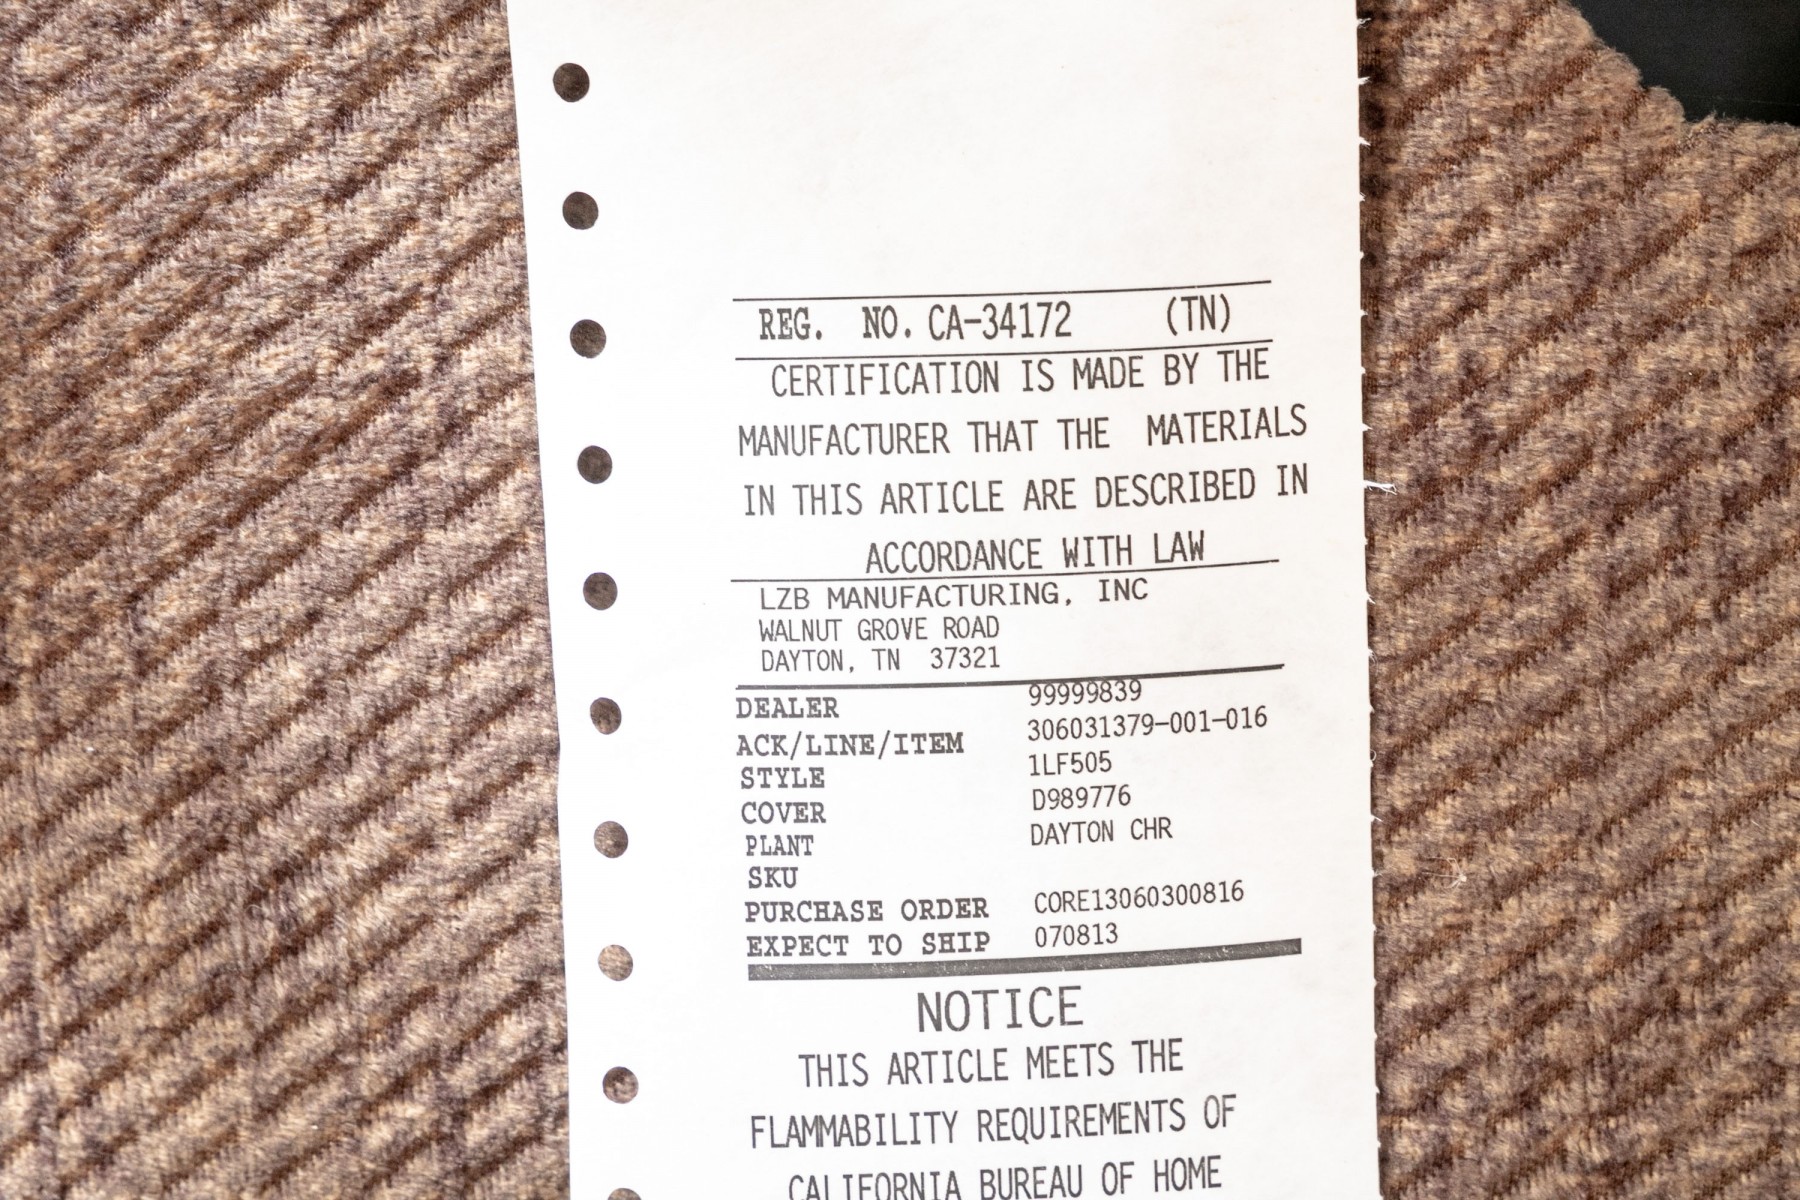 REG. NO. CA-34172 (TN)
CERTIFICATION IS MADE BY THE
MANUFACTURER THAT THE MATERIALS
IN THIS ARTICLE ARE DESCRIBED IN
ACCORDANCE WITH LAW
LZB MANUFACTURING, INC
WALNUT GROVE ROAD
DAYTON, TN 37321
DEALER 99999839
ACK/LINE/ITEM 306031379-001-016
STYLE 1LF505
COVER D989776
PLANT DAYTON CHR
SKU
PURCHASE ORDER CORE13060300816
EXPECT TO SHIP 070813
NOTICE
THIS ARTICLE MEETS THE
FLAMMABILITY REQUIREMENTS OF
CALIFORNIA BUREAU OF HOME